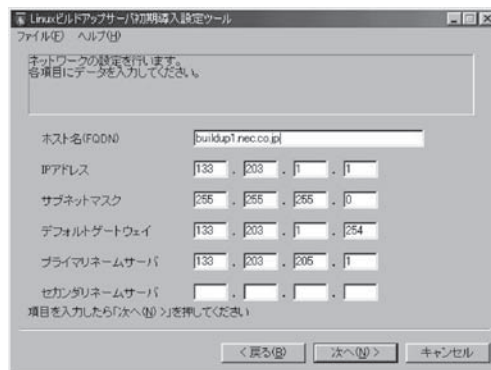 Linuxビルドアップサーバ初期導入設定ツール
ファイル(F) ヘルプ(H)
ネットワークの設定を行います。
各項目にデータを入力してください。
ホスト名(FQDN) buildup1.nec.co.jp
IPアドレス 133 . 203 . 1 . 1
サブネットマスク 255 . 255 . 255 . 0
デフォルトゲートウェイ 133 . 203 . 1 . 254
プライマリネームサーバ 133 . 203 . 205 . 1
セカンダリネームサーバ . . .
項目を入力したら「次へ(N) >」を押してください
< 戻る(B) 次へ(N) > キャンセル